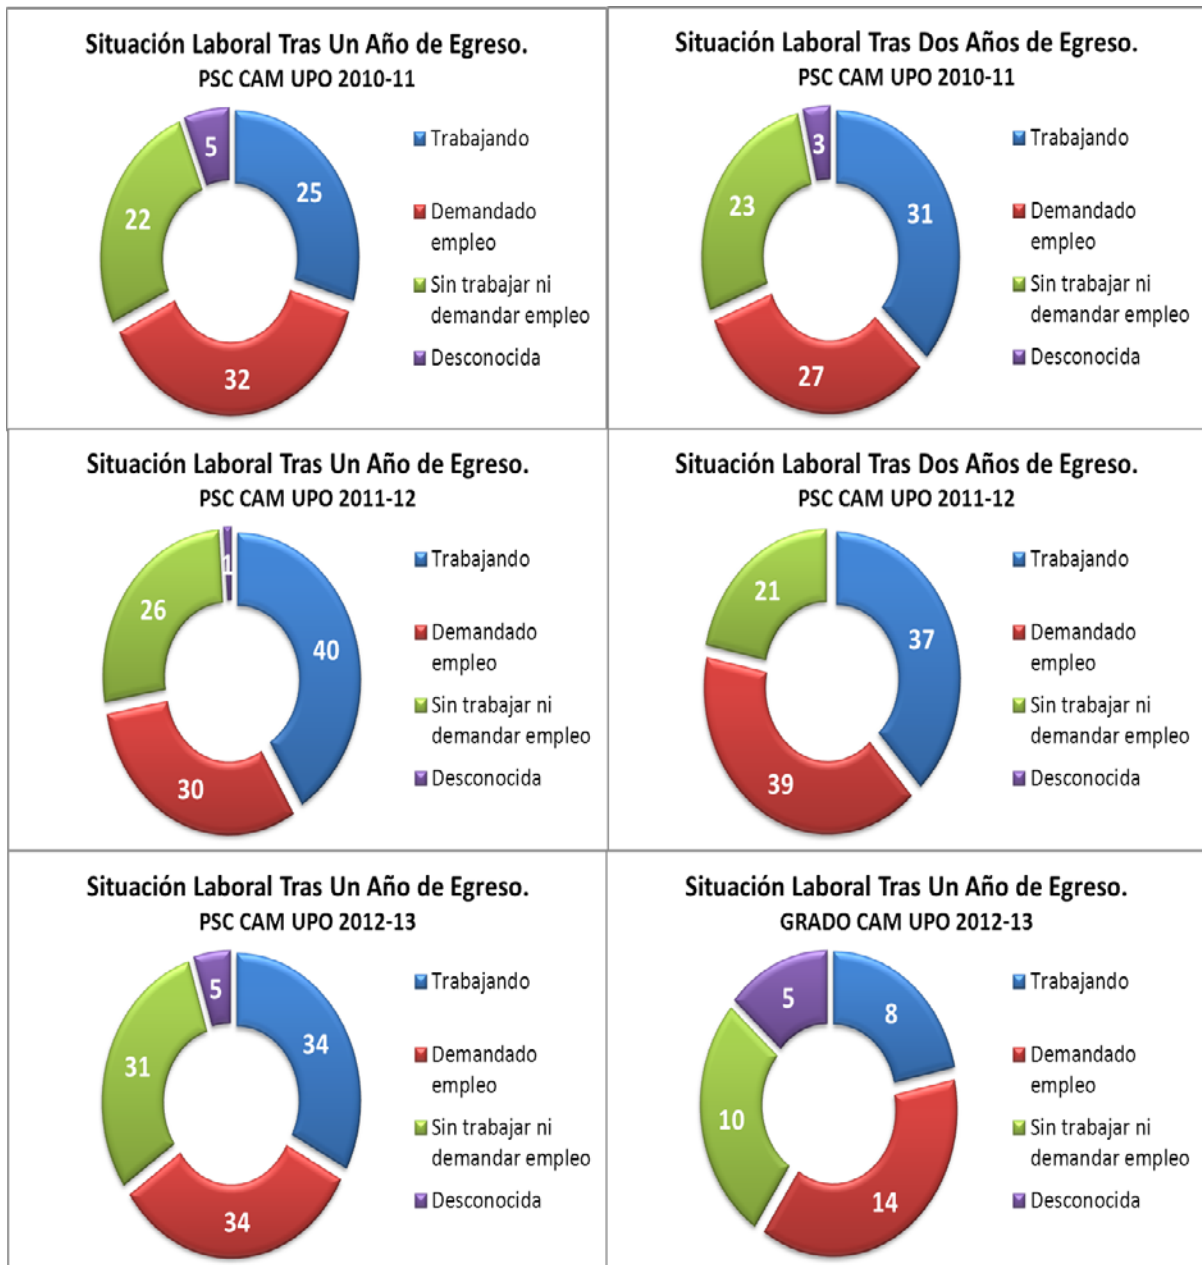 Situación Laboral Tras Un Año de Egreso.
PSC CAM UPO 2010-11
5
25
22
32
Trabajando
Demandado
empleo
Sin trabajar ni
demandar empleo
Desconocida
Situación Laboral Tras Dos Años de Egreso.
PSC CAM UPO 2010-11
3
31
23
27
Trabajando
Demandado
empleo
Sin trabajar ni
demandar empleo
Desconocida
Situación Laboral Tras Un Año de Egreso.
PSC CAM UPO 2011-12
1
26
40
30
Trabajando
Demandado
empleo
Sin trabajar ni
demandar empleo
Desconocida
Situación Laboral Tras Dos Años de Egreso.
PSC CAM UPO 2011-12
21
37
39
Trabajando
Demandado
empleo
Sin trabajar ni
demandar empleo
Desconocida
Situación Laboral Tras Un Año de Egreso.
PSC CAM UPO 2012-13
5
34
31
34
Trabajando
Demandado
empleo
Sin trabajar ni
demandar empleo
Desconocida
Situación Laboral Tras Un Año de Egreso.
GRADO CAM UPO 2012-13
5
8
10
14
Trabajando
Demandado
empleo
Sin trabajar ni
demandar empleo
Desconocida